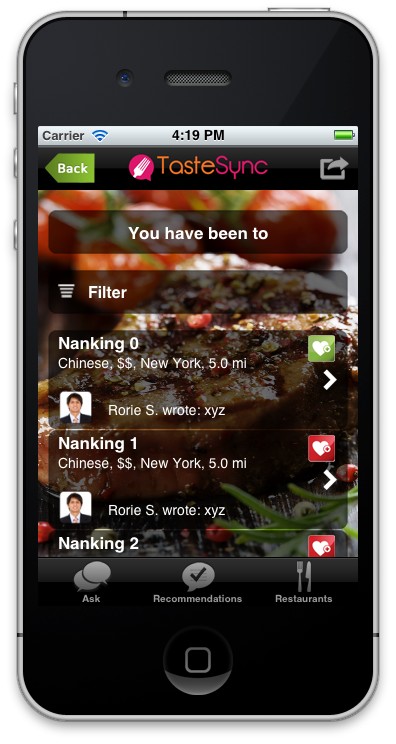 Carrier 4:19 PM
Back TasteSync
You have been to
Filter
Nanking 0
Chinese, $$, New York, 5.0 mi
Rorie S. wrote: xyz
Nanking 1
Chinese, $$, New York, 5.0 mi
Rorie S. wrote: xyz
Nanking 2
Ask Recommendations Restaurants